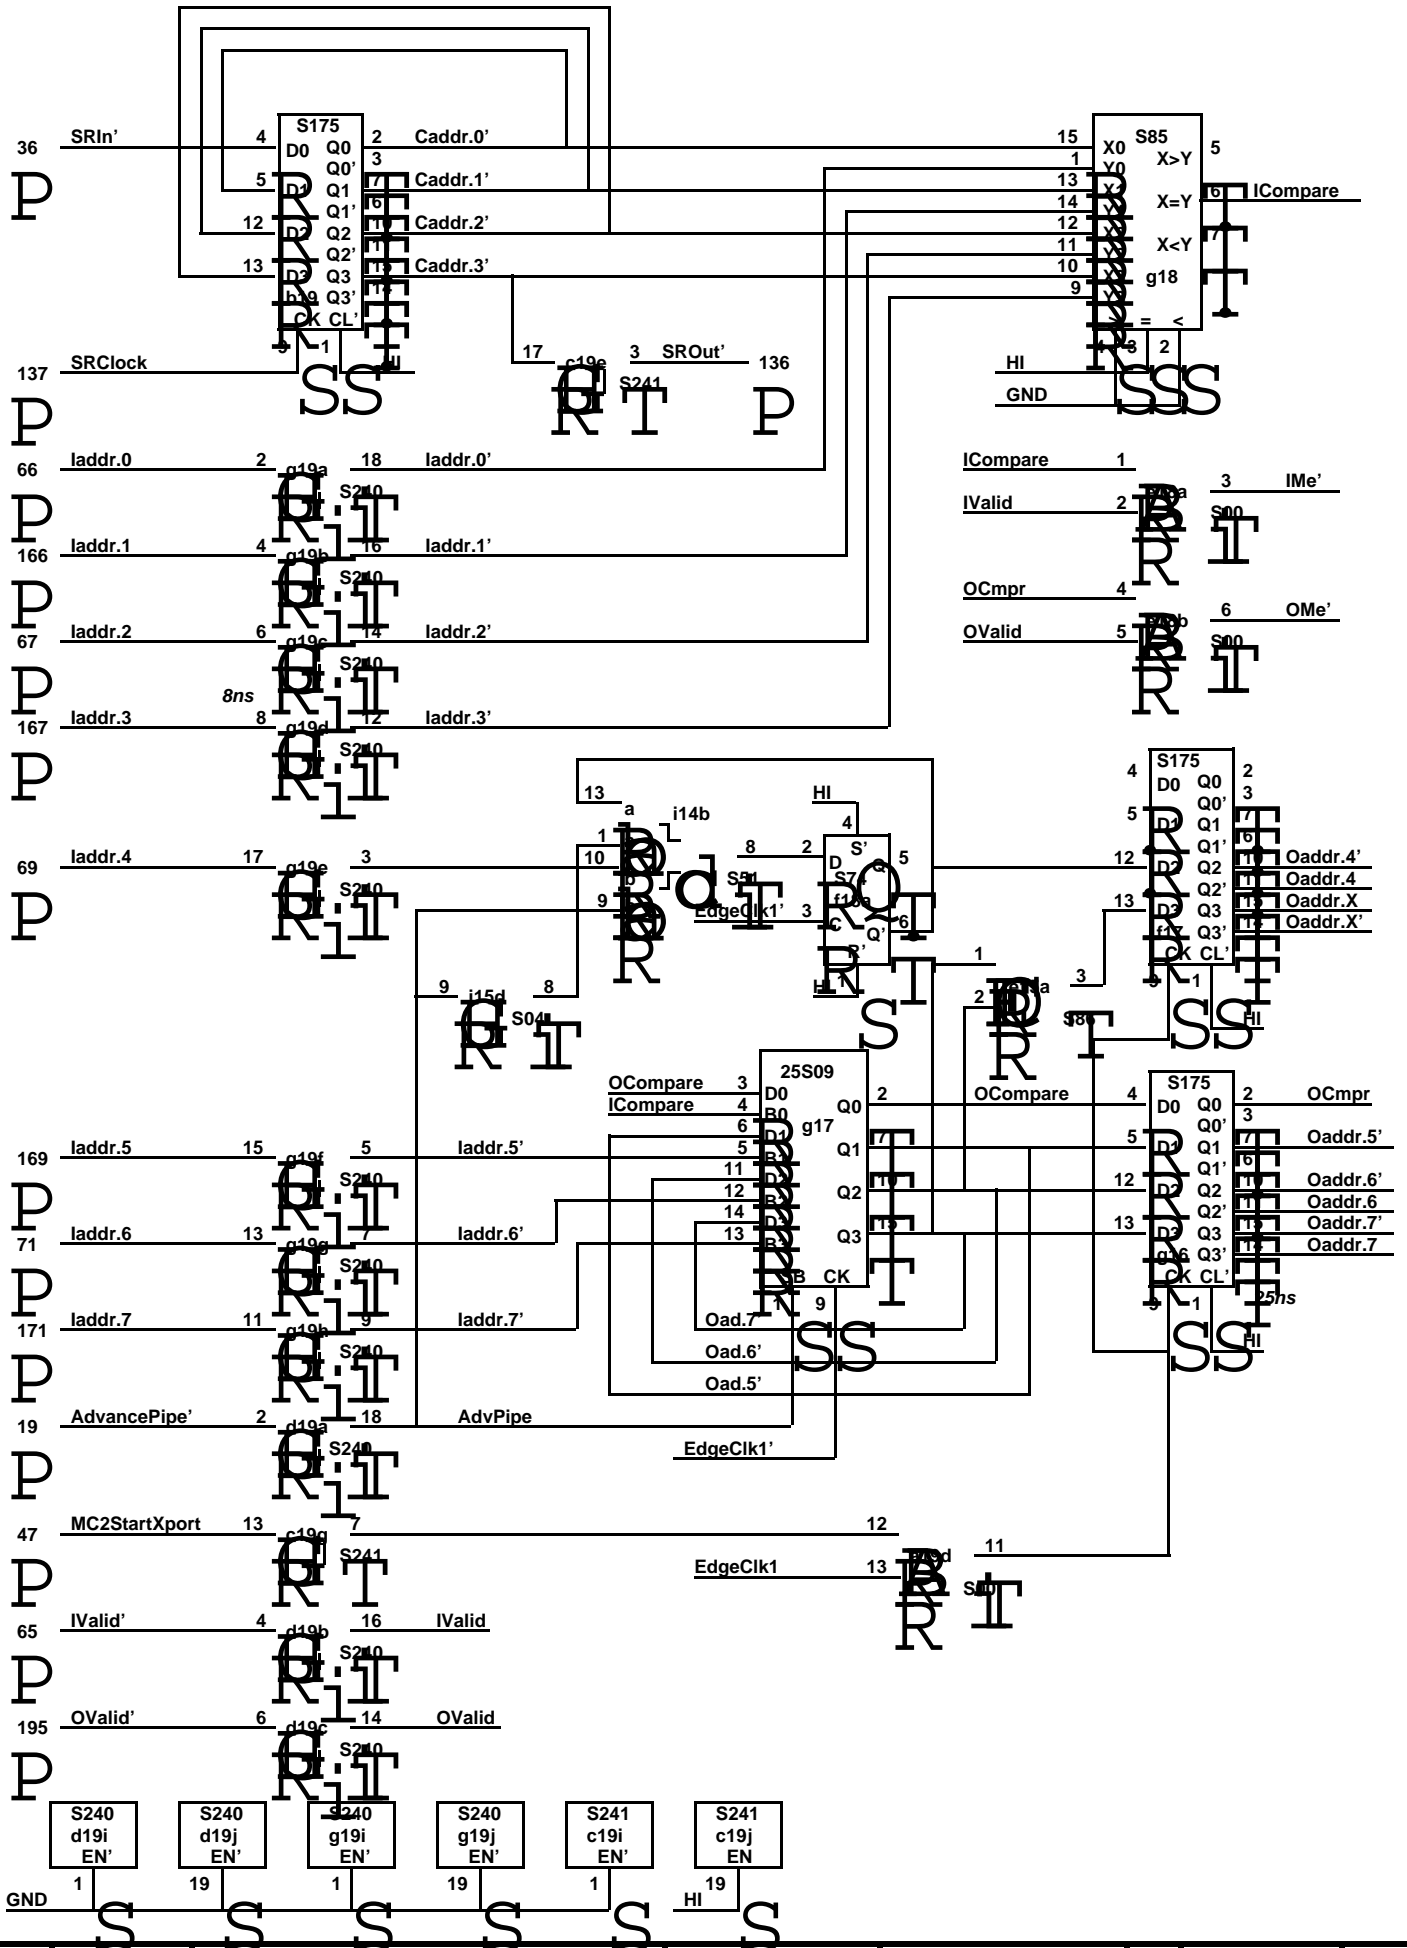 S175
S85
36 SRIn' 4 D0 Q0 2 Caddr.0' 15 X0 X>Y 5
Q0' 3 1 Y0
5 D1 Q1 7 Caddr.1' 13 X=Y 6 ICompare
Q1' 6 14
12 D2 Q2 10 Caddr.2' 12 X<Y 7
Q2' 11
13 D3 Q3 15 Caddr.3' 10 g18
b19 Q3' 14 9
CK CL' = <
9 1 HI 4 3 2
137 SRClock 17 c19e 3 SROut' 136 HI
S241
GND
66 Iaddr.0 2 g19a 18 Iaddr.0' ICompare 1
S240 3 IMe'
IValid 2 S00
166 Iaddr.1 4 g19b 16 Iaddr.1'
S240 OCmpr 4
6 OMe'
67 Iaddr.2 6 g19c 14 Iaddr.2' OValid 5 S00
S240
8ns
167 Iaddr.3 8 g19d 12 Iaddr.3'
S240 S175
13 a i14b HI 4 D0 Q0 2
4 Q0' 3
1 S' 5 D1 Q1 7
Q1' 6
69 Iaddr.4 17 g19e 3 10 8 2 D Q 5 12 D2 Q2 10 Oaddr.4'
S240 b S51 S74 Q2' 11 Oaddr.4
9 EdgeClk1' 3 C Q' 6 13 D3 Q3 15 Oaddr.X
f17 Q3' 14 Oaddr.X'
R' CK CL'
9 i15d 8 HI 1 1 3 9 1
S04 2 S86 HI
25S09 S175
OCompare 3 D0 Q0 2 OCompare 4 D0 Q0 2 OCmpr
ICompare 4 B0 g17 Q0' 3
6 D1 Q1 7 5 D1 Q1 7 Oaddr.5'
169 Iaddr.5 15 g19f 5 Iaddr.5' 5 Q1' 6
S240 11 Q2 10 12 D2 Q2 10 Oaddr.6'
12 Q2' 11 Oaddr.6
14 Q3 15 13 D3 Q3 15 Oaddr.7'
71 Iaddr.6 13 g19g 7 Iaddr.6' 13 g16 Q3' 14 Oaddr.7
S240 SB CK CK CL'
1 9 9 1 25ns
171 Iaddr.7 11 g19h 9 Iaddr.7' Oad.7' HI
S240 Oad.6'
Oad.5'
19 AdvancePipe' 2 d19a 18 AdvPipe
S240 EdgeClk1'
47 MC2StartXport 13 c19g 7 12
S241 11
EdgeClk1 13
65 IValid' 4 d19b 16 IValid
S240
195 OValid' 6 d19c 14 OValid
S240
S240 S240 S240 S240 S241 S241
d19i d19j g19i g19j c19i c19j
EN' EN' EN' EN' EN' EN
1 19 1 19 1 19
GND HI